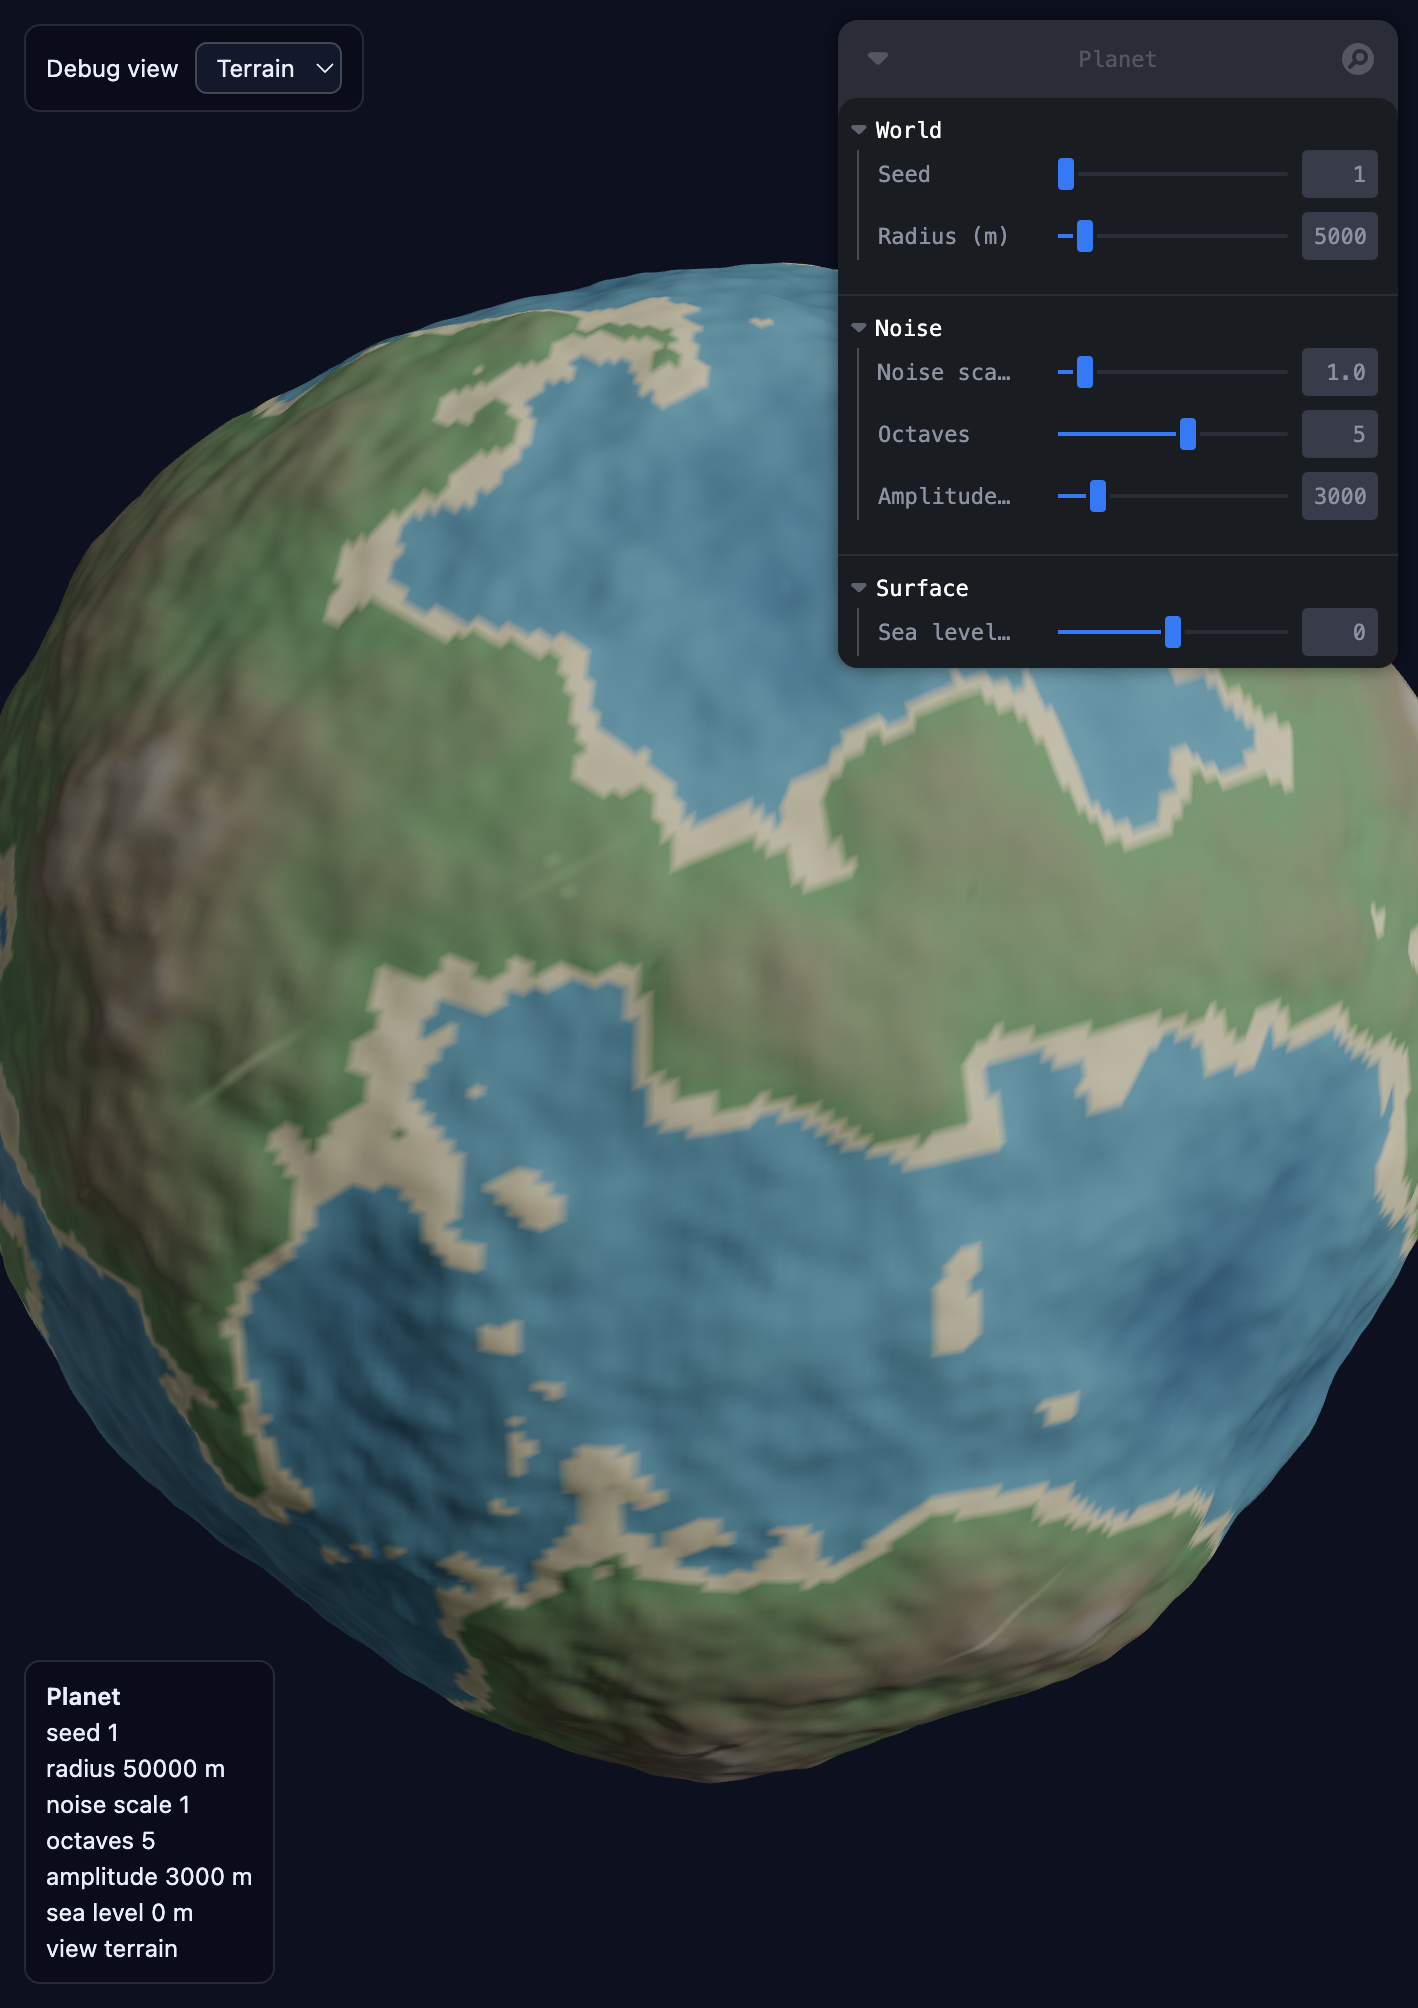 Debug view Terrain
Planet
World
Seed 1
Radius (m) 5000
Noise
Noise sca… 1.0
Octaves 5
Amplitude… 3000
Surface
Sea level… 0
Planet
seed 1
radius 50000 m
noise scale 1
octaves 5
amplitude 3000 m
sea level 0 m
view terrain